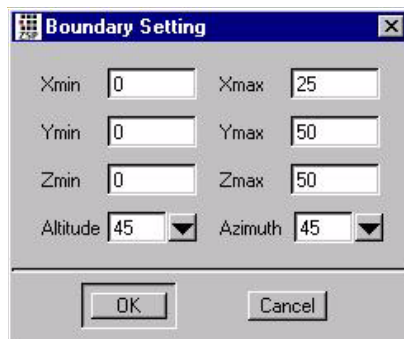 ZSP Boundary Setting
Xmin 0 Xmax 25
Ymin 0 Ymax 50
Zmin 0 Zmax 50
Altitude 45 Azimuth 45
OK Cancel